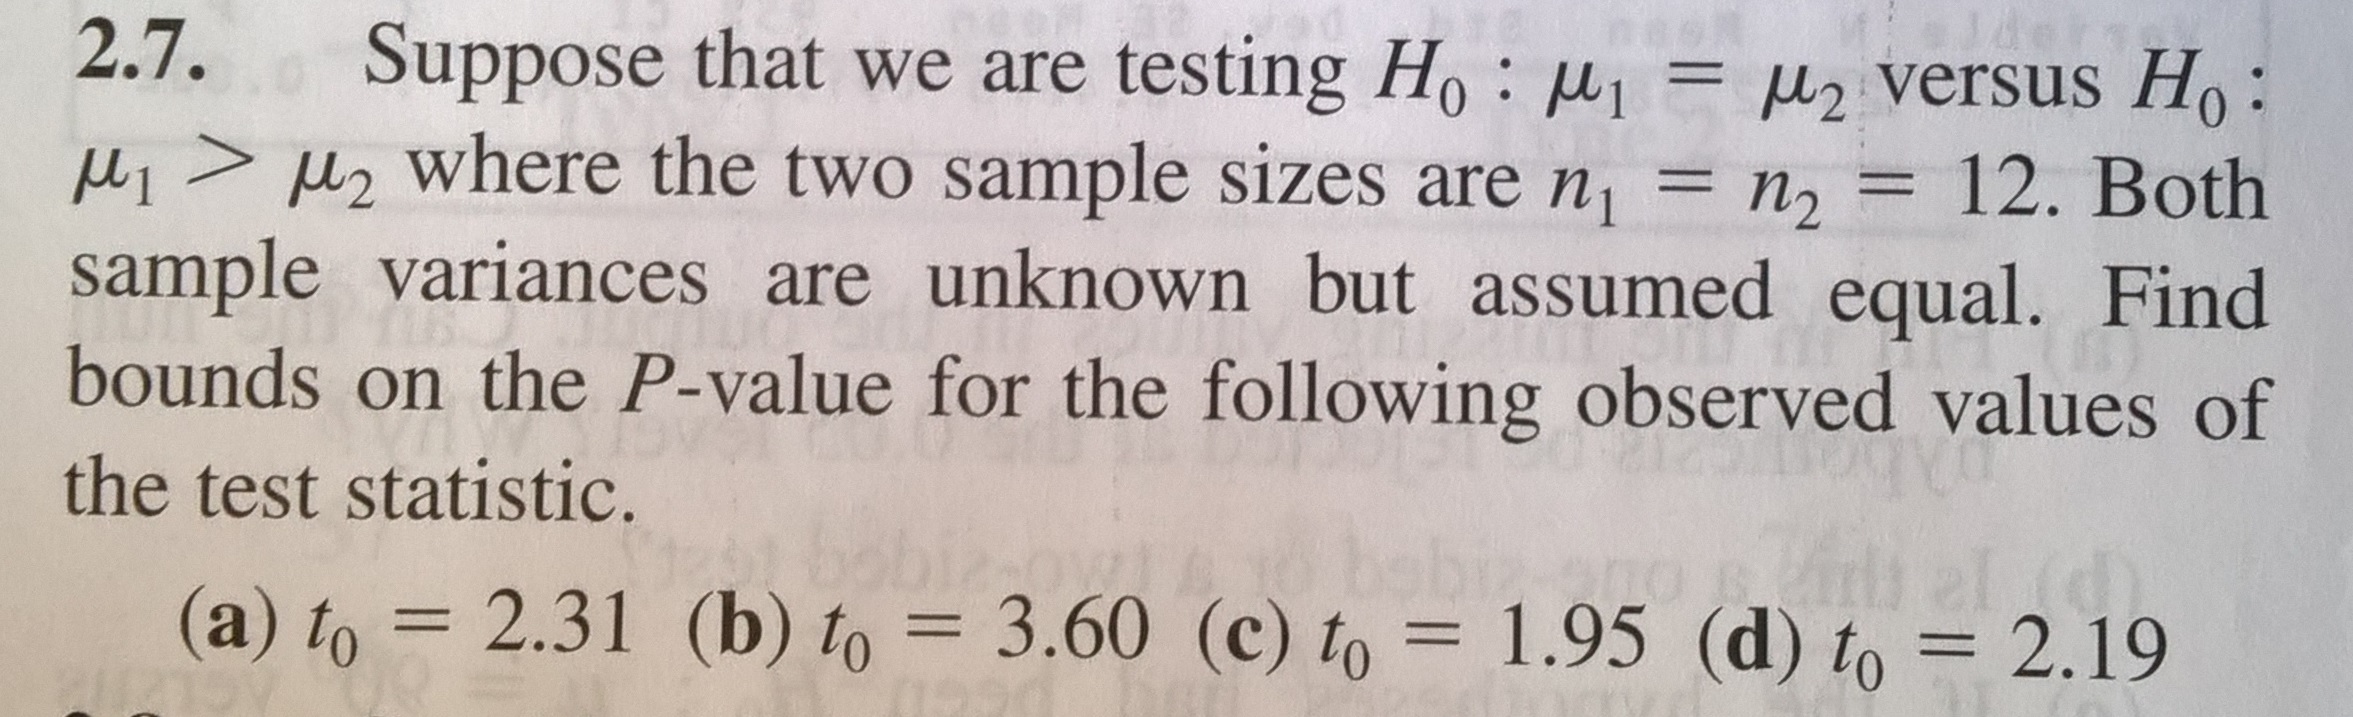 2.7. Suppose that we are testing H₀ : μ₁ = μ₂ versus H₀ :
μ₁ > μ₂ where the two sample sizes are n₁ = n₂ = 12. Both
sample variances are unknown but assumed equal. Find
bounds on the P-value for the following observed values of
the test statistic.
(a) t₀ = 2.31 (b) t₀ = 3.60 (c) t₀ = 1.95 (d) t₀ = 2.19